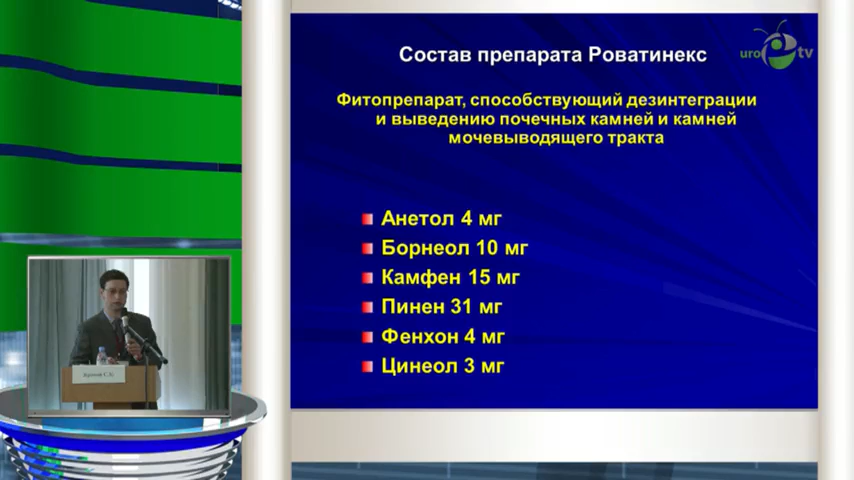 Состав препарата Роватинекс
uro tv
Фитопрепарат, способствующий дезинтеграции
и выведению почечных камней и камней
мочевыводящего тракта
Анетол 4 мг
Борнеол 10 мг
Камфен 15 мг
Пинен 31 мг
Фенхон 4 мг
Цинеол 3 мг